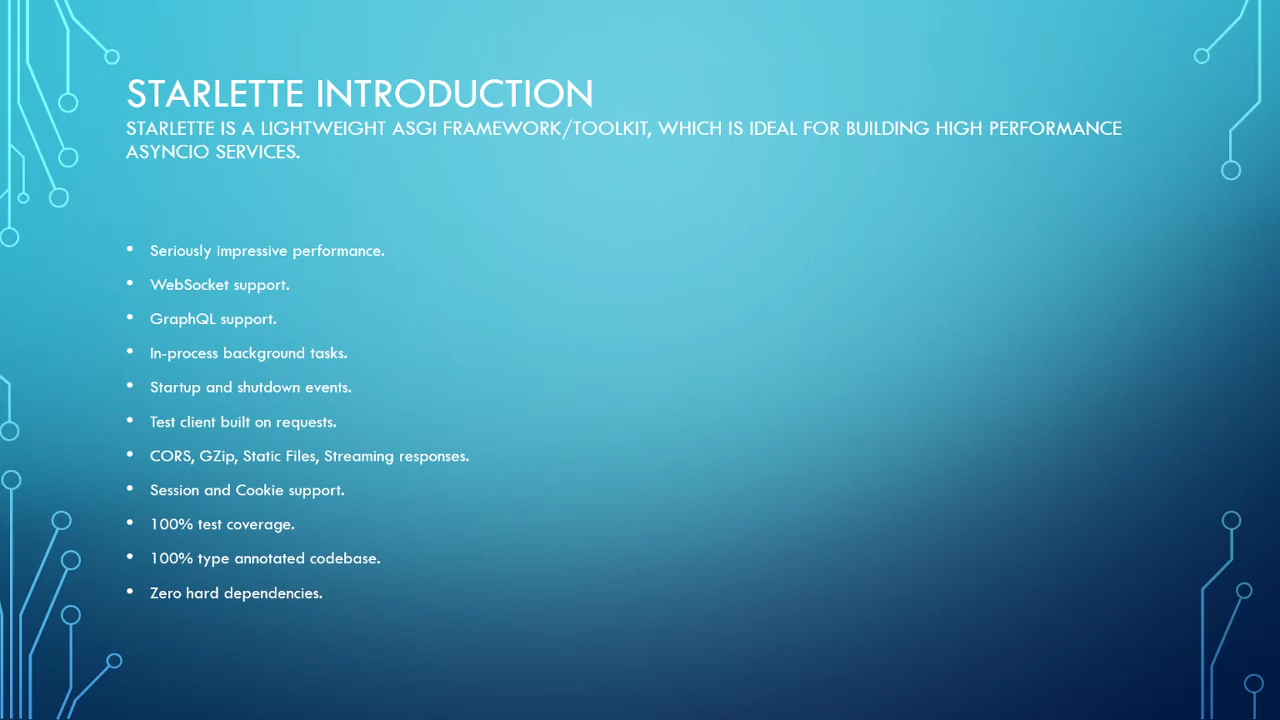 STARLETTE INTRODUCTION
STARLETTE IS A LIGHTWEIGHT ASGI FRAMEWORK/TOOLKIT, WHICH IS IDEAL FOR BUILDING HIGH PERFORMANCE
ASYNCIO SERVICES.
• Seriously impressive performance.
• WebSocket support.
• GraphQL support.
• In-process background tasks.
• Startup and shutdown events.
• Test client built on requests.
• CORS, GZip, Static Files, Streaming responses.
• Session and Cookie support.
• 100% test coverage.
• 100% type annotated codebase.
• Zero hard dependencies.